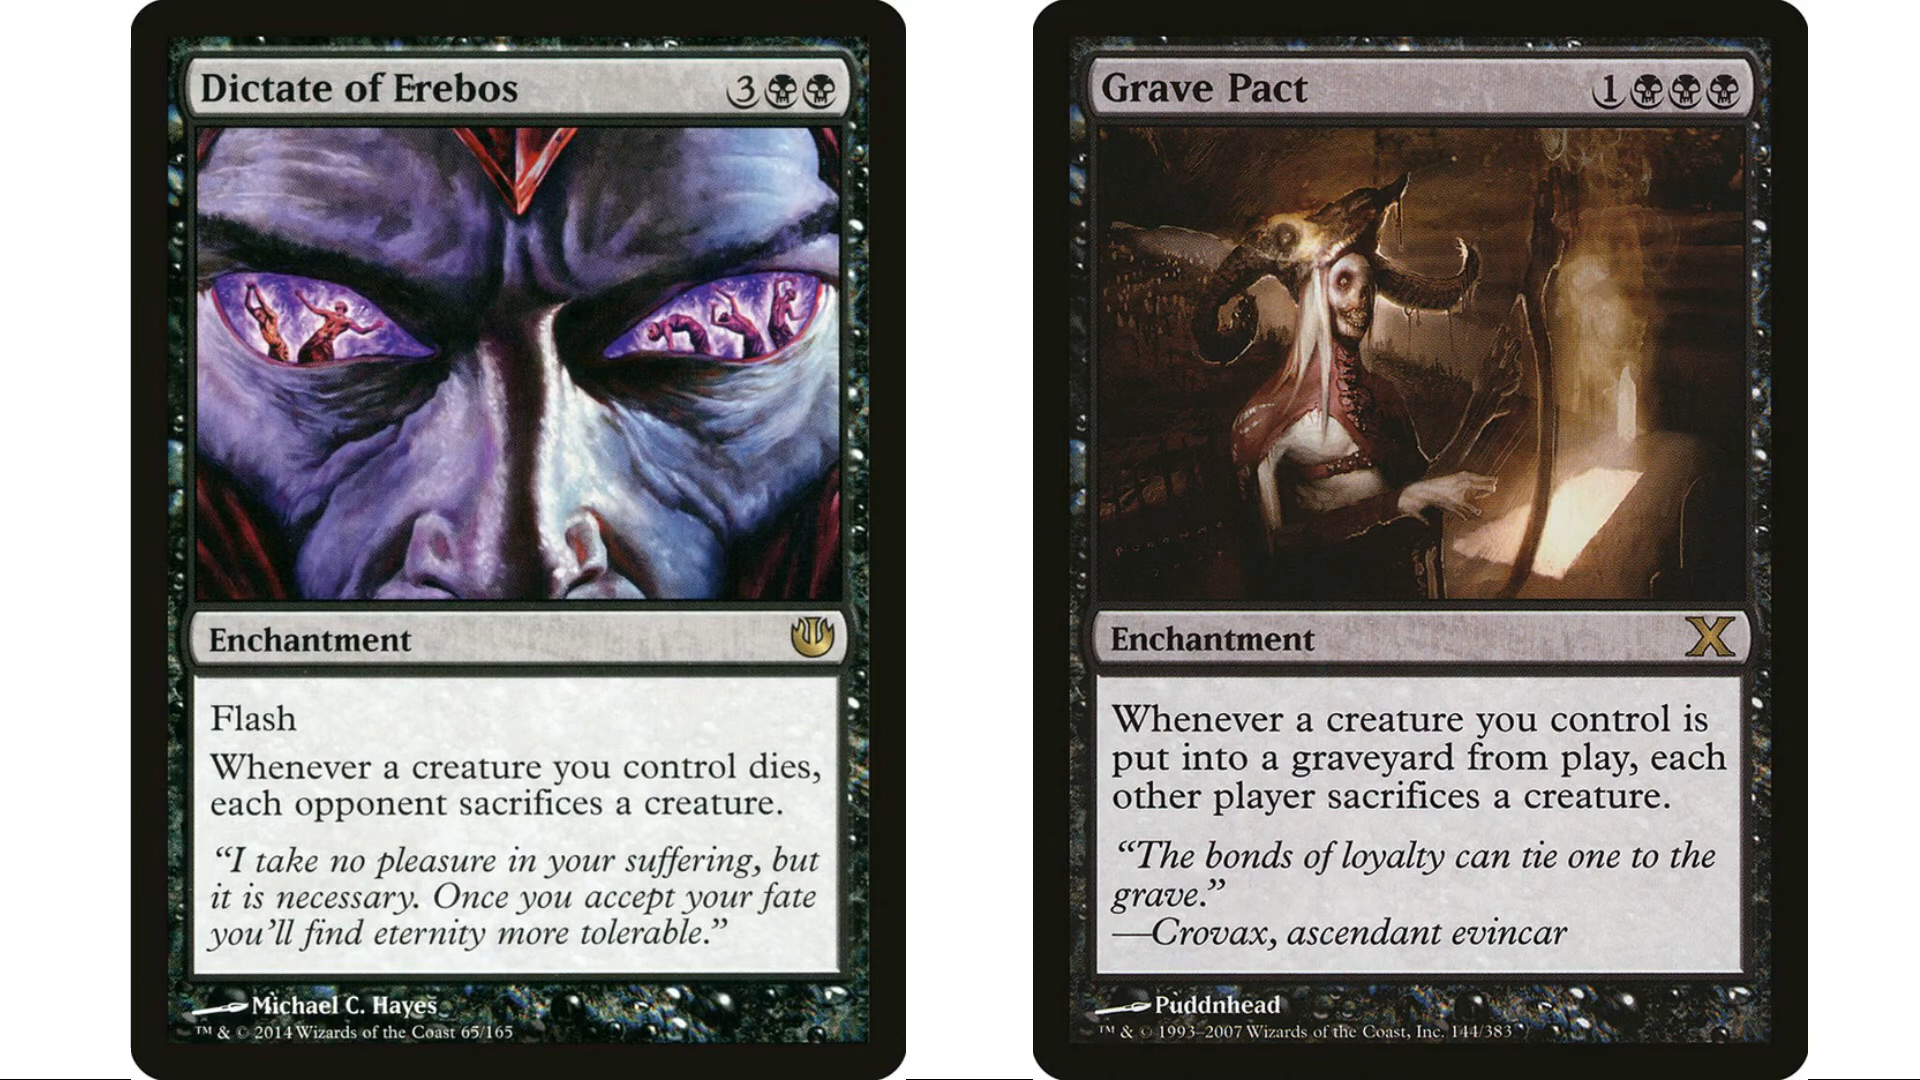 Dictate of Erebos 3
Enchantment
Flash
Whenever a creature you control dies,
each opponent sacrifices a creature.
“I take no pleasure in your suffering, but
it is necessary. Once you accept your fate
you’ll find eternity more tolerable.”
Michael C. Hayes
™ & © 2014 Wizards of the Coast 65/165
Grave Pact 1
Enchantment X
Whenever a creature you control is
put into a graveyard from play, each
other player sacrifices a creature.
“The bonds of loyalty can tie one to the
grave.”
—Crovax, ascendant evincar
Puddnhead
™ & © 1993–2007 Wizards of the Coast, Inc. 144/383